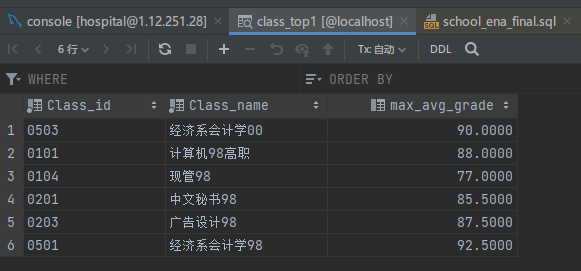 console [hospital@1.12.251.28] class_top1 [@localhost] school_ena_final.sql
6 行 Tx: 自动 DDL
WHERE ORDER BY
Class_id Class_name max_avg_grade
1 0503 经济系会计学00 90.0000
2 0101 计算机98高职 88.0000
3 0104 现管98 77.0000
4 0201 中文秘书98 85.5000
5 0203 广告设计98 87.5000
6 0501 经济系会计学98 92.5000